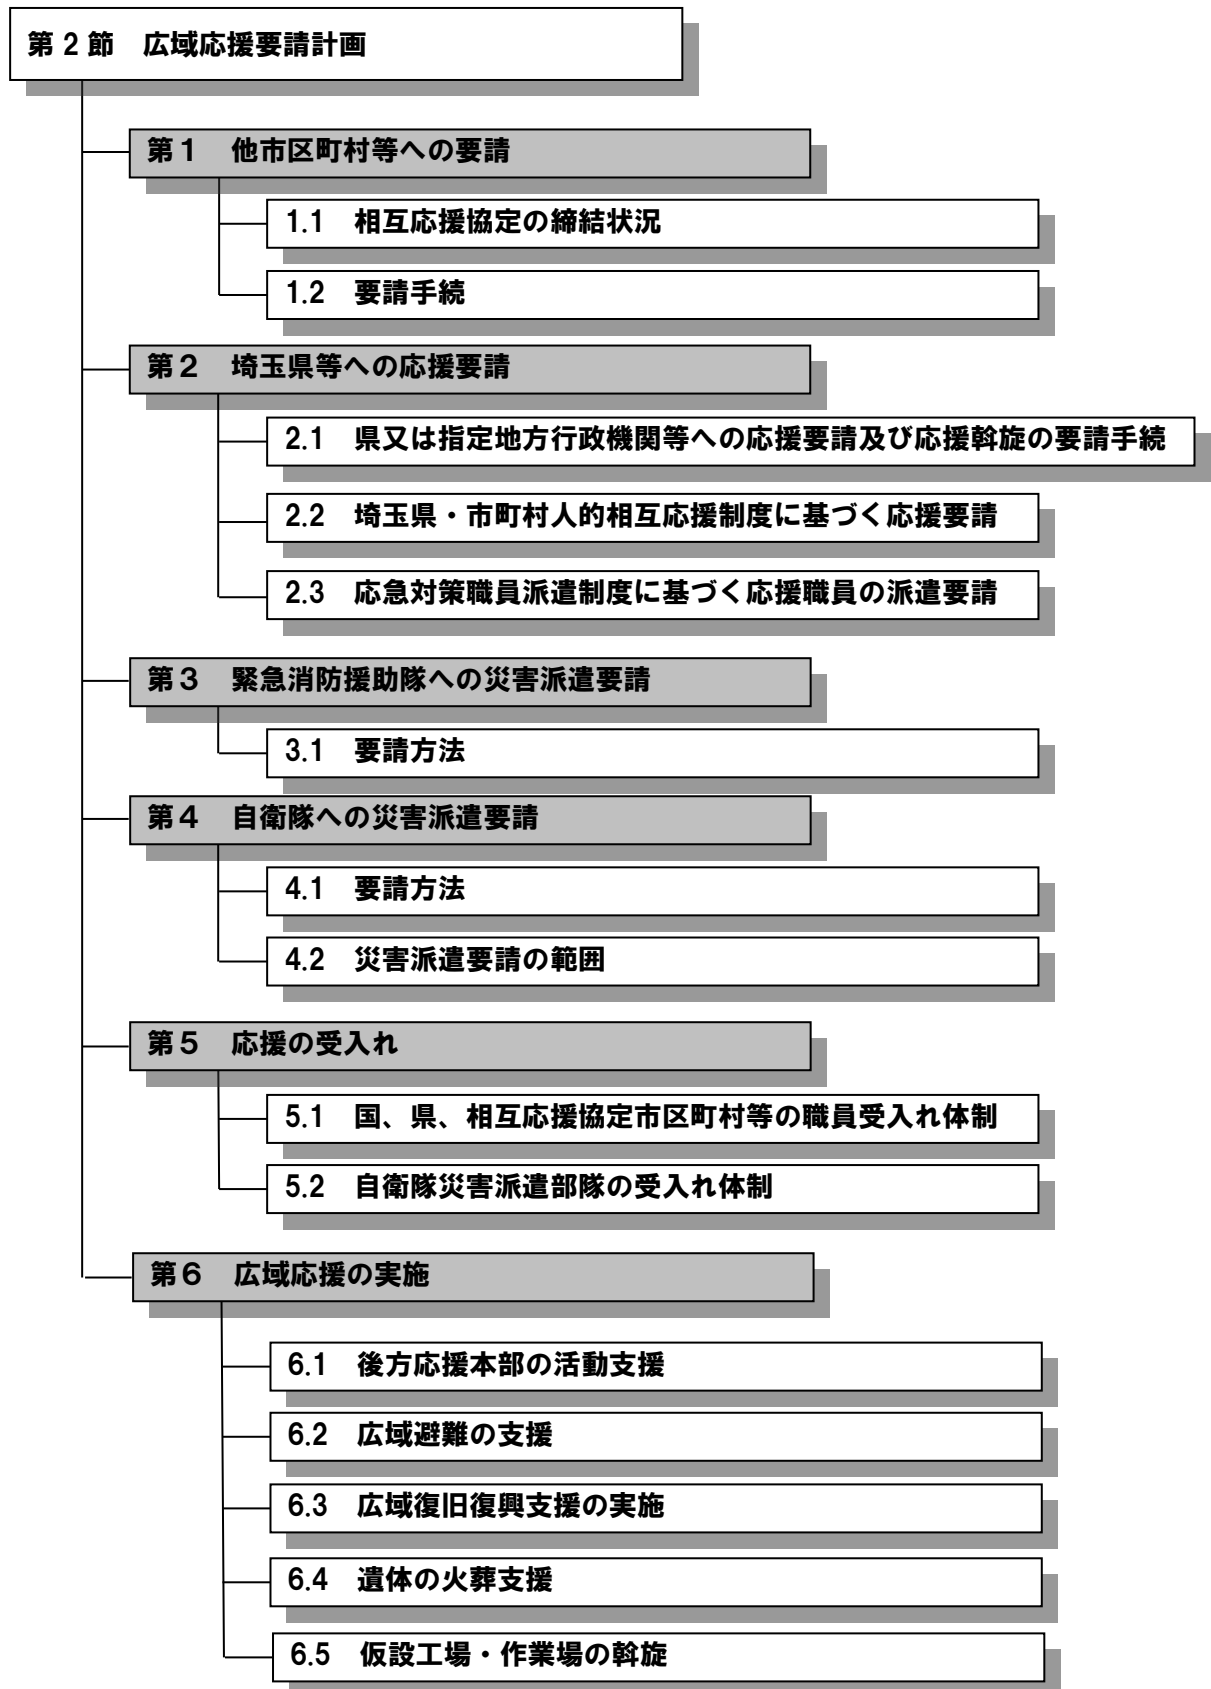 第２節　広域応援要請計画
第１　他市区町村等への要請
1.1　相互応援協定の締結状況
1.2　要請手続
第２　埼玉県等への応援要請
2.1　県又は指定地方行政機関等への応援要請及び応援斡旋の要請手続
2.2　埼玉県・市町村人的相互応援制度に基づく応援要請
2.3　応急対策職員派遣制度に基づく応援職員の派遣要請
第３　緊急消防援助隊への災害派遣要請
3.1　要請方法
第４　自衛隊への災害派遣要請
4.1　要請方法
4.2　災害派遣要請の範囲
第５　応援の受入れ
5.1　国、県、相互応援協定市区町村等の職員受入れ体制
5.2　自衛隊災害派遣部隊の受入れ体制
第６　広域応援の実施
6.1　後方応援本部の活動支援
6.2　広域避難の支援
6.3　広域復旧復興支援の実施
6.4　遺体の火葬支援
6.5　仮設工場・作業場の斡旋